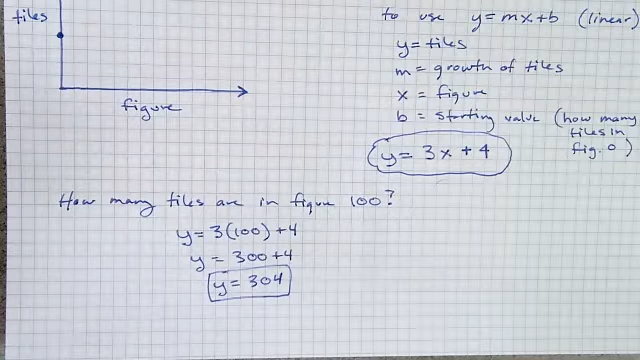 tiles
figure
to use y = mx + b (linear)
y = tiles
m = growth of tiles
x = figure
b = starting value (how many tiles in fig. 0)
y = 3x + 4
How many tiles are in figure 100?
y = 3(100) + 4
y = 300 + 4
y = 304